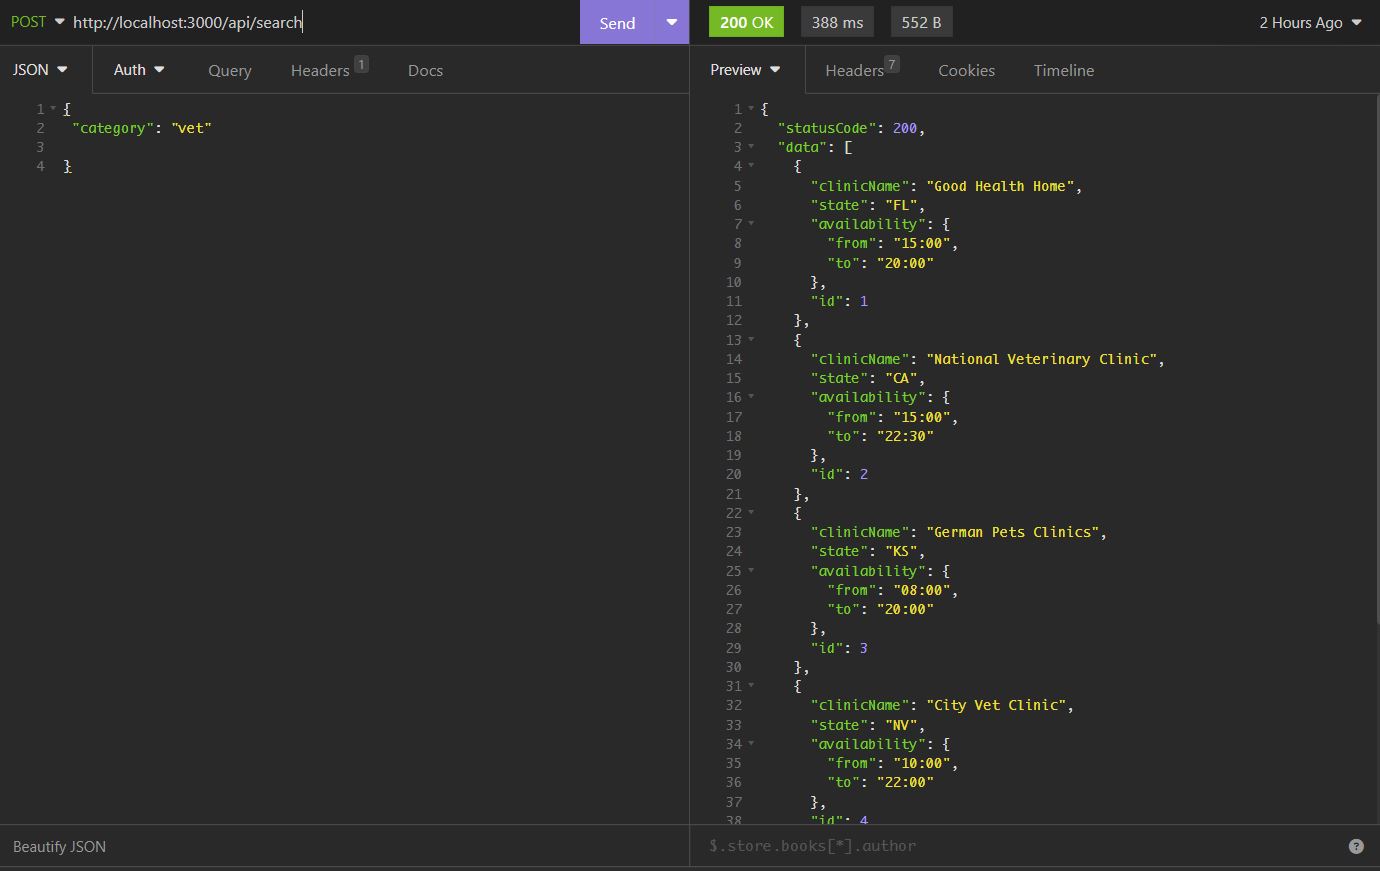 POST http://localhost:3000/api/search Send 200 OK 388 ms 552 B 2 Hours Ago
JSON Auth Query Headers 1 Docs
Preview Headers 7 Cookies Timeline
1 {
2 "category": "vet"
3
4 }
1 {
2 "statusCode": 200,
3 "data": [
4 {
5 "clinicName": "Good Health Home",
6 "state": "FL",
7 "availability": {
8 "from": "15:00",
9 "to": "20:00"
10 },
11 "id": 1
12 },
13 {
14 "clinicName": "National Veterinary Clinic",
15 "state": "CA",
16 "availability": {
17 "from": "15:00",
18 "to": "22:30"
19 },
20 "id": 2
21 },
22 {
23 "clinicName": "German Pets Clinics",
24 "state": "KS",
25 "availability": {
26 "from": "08:00",
27 "to": "20:00"
28 },
29 "id": 3
30 },
31 {
32 "clinicName": "City Vet Clinic",
33 "state": "NV",
34 "availability": {
35 "from": "10:00",
36 "to": "22:00"
37 },
38 "id": 4
Beautify JSON
$.store.books[*].author ?